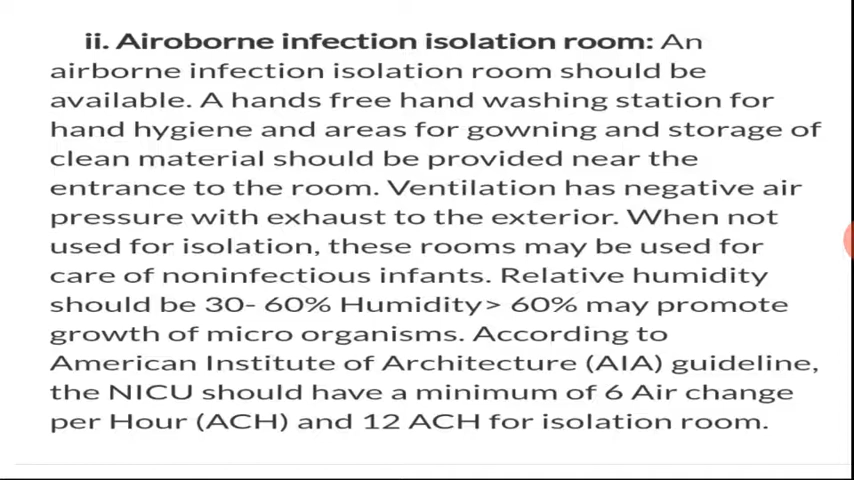 ii. Airoborne infection isolation room: An
airborne infection isolation room should be
available. A hands free hand washing station for
hand hygiene and areas for gowning and storage of
clean material should be provided near the
entrance to the room. Ventilation has negative air
pressure with exhaust to the exterior. When not
used for isolation, these rooms may be used for
care of noninfectious infants. Relative humidity
should be 30- 60% Humidity> 60% may promote
growth of micro organisms. According to
American Institute of Architecture (AIA) guideline,
the NICU should have a minimum of 6 Air change
per Hour (ACH) and 12 ACH for isolation room.